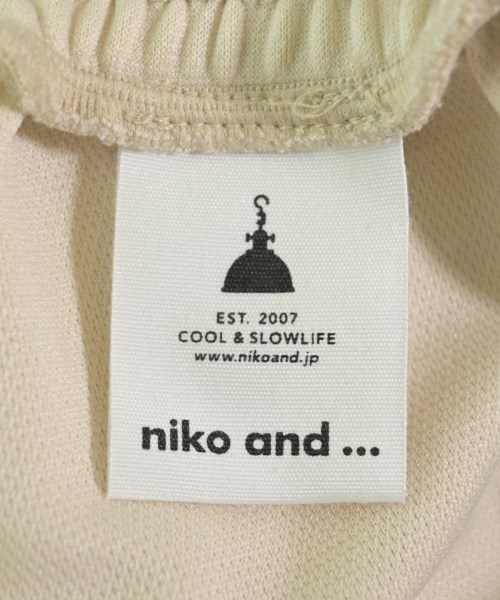 EST. 2007
COOL & SLOWLIFE
www.nikoand.jp
niko and ...